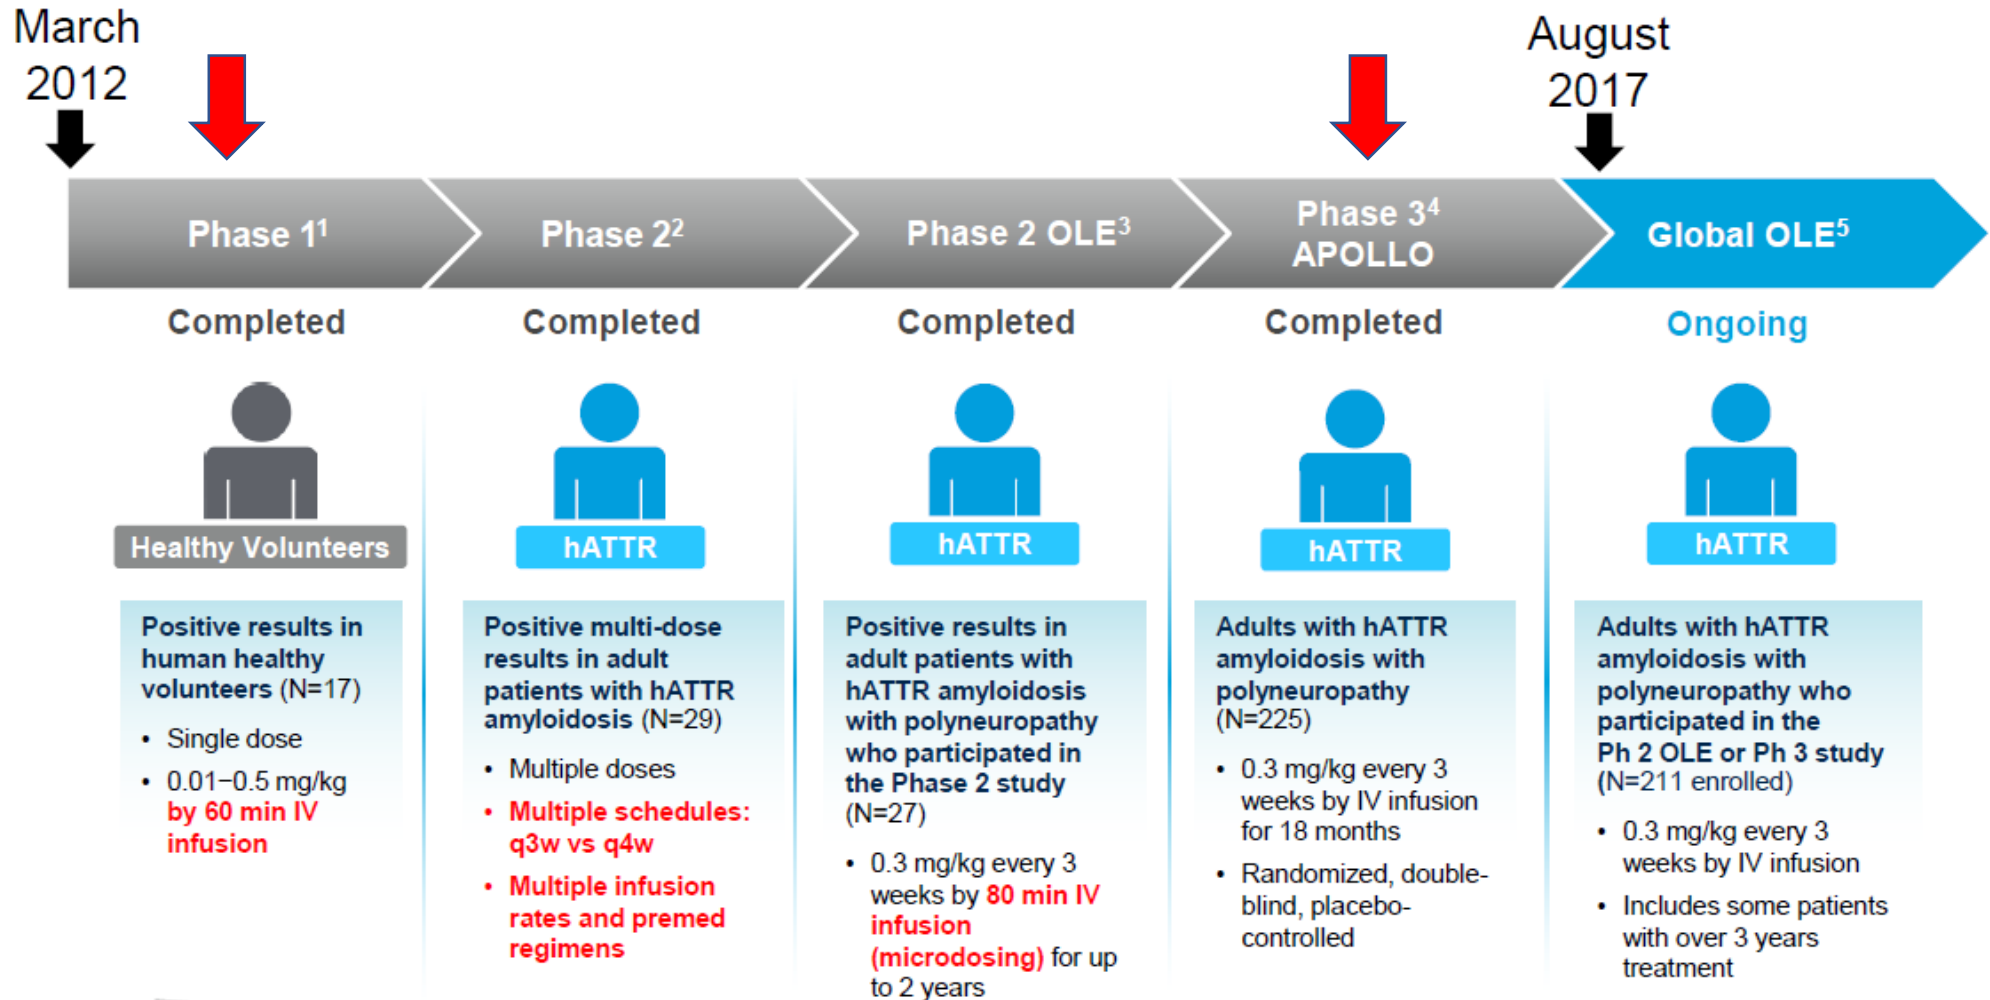 March
2012
August
2017
Phase 1¹
Phase 2²
Phase 2 OLE³
Phase 3⁴
APOLLO
Global OLE⁵
Completed
Completed
Completed
Completed
Ongoing
Healthy Volunteers
hATTR
hATTR
hATTR
hATTR
Positive results in
human healthy
volunteers (N=17)
• Single dose
• 0.01–0.5 mg/kg
by 60 min IV
infusion
Positive multi-dose
results in adult
patients with hATTR
amyloidosis (N=29)
• Multiple doses
• Multiple schedules:
q3w vs q4w
• Multiple infusion
rates and premed
regimens
Positive results in
adult patients with
hATTR amyloidosis
with polyneuropathy
who participated in
the Phase 2 study
(N=27)
• 0.3 mg/kg every 3
weeks by 80 min IV
infusion
(microdosing) for up
to 2 years
Adults with hATTR
amyloidosis with
polyneuropathy
(N=225)
• 0.3 mg/kg every 3
weeks by IV infusion
for 18 months
• Randomized, double-
blind, placebo-
controlled
Adults with hATTR
amyloidosis with
polyneuropathy who
participated in the
Ph 2 OLE or Ph 3 study
(N=211 enrolled)
• 0.3 mg/kg every 3
weeks by IV infusion
• Includes some patients
with over 3 years
treatment